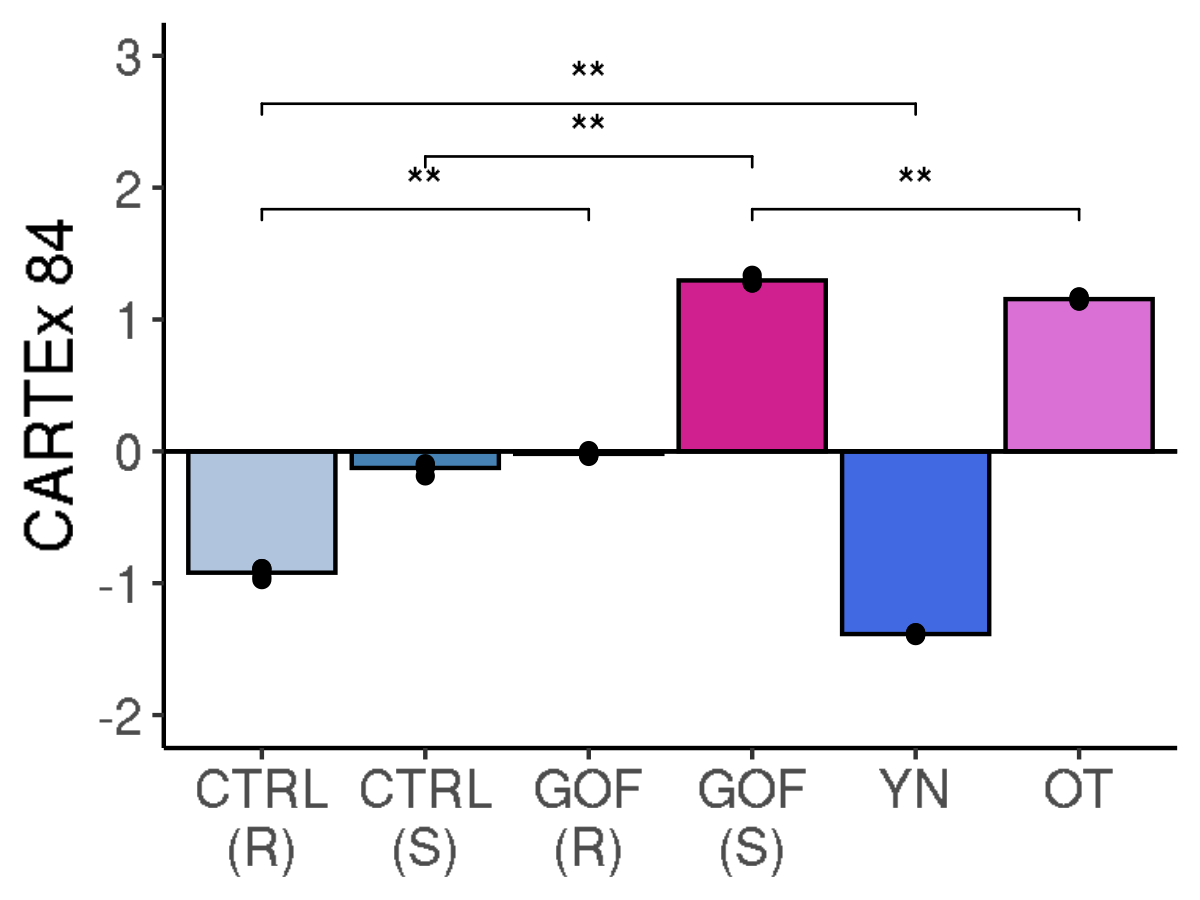 CARTEx 84
3
2
1
0
-1
-2
**
**
**
**
CTRL (R)
CTRL (S)
GOF (R)
GOF (S)
YN
OT